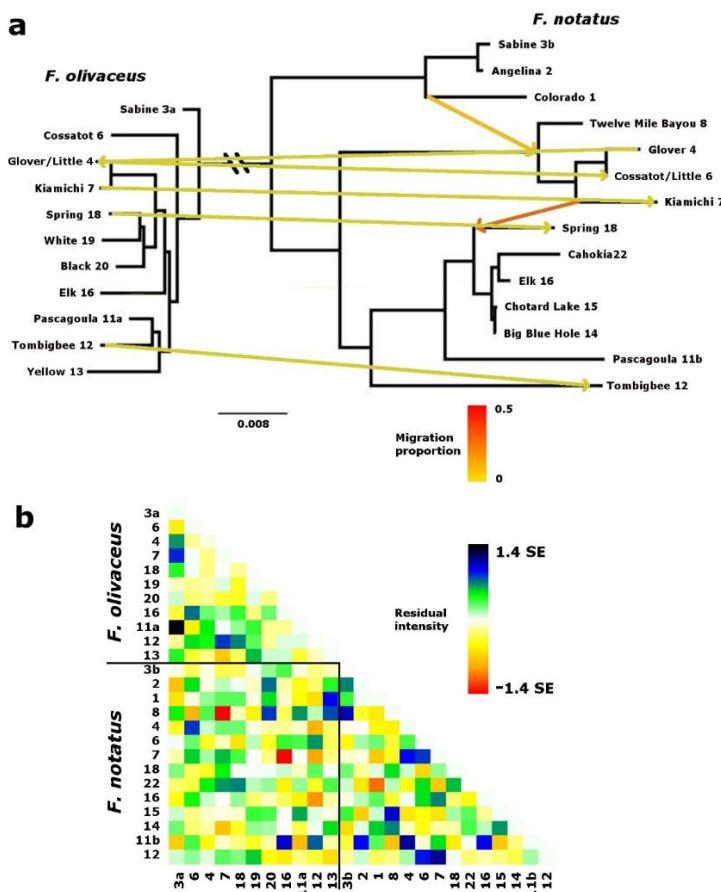 a
F. notatus
F. olivaceus
Sabine 3b
Angelina 2
Colorado 1
Sabine 3a
Cossatot 6
Glover/Little 4
Kiamichi 7
Spring 18
White 19
Black 20
Elk 16
Pascagoula 11a
Tombigbee 12
Yellow 13
Twelve Mile Bayou 8
Glover 4
Cossatot/Little 6
Kiamichi 7
Spring 18
Cahokia22
Elk 16
Chotard Lake 15
Big Blue Hole 14
Pascagoula 11b
Tombigbee 12
0.008
Migration
proportion
0.5
0
b
F. olivaceus
3a
6
4
7
18
19
20
16
11a
12
13
F. notatus
3b
2
1
8
4
6
7
18
22
16
15
14
11b
12
1.4 SE
Residual
intensity
-1.4 SE
3a 6 4 7 18 19 20 16 11a 12 13 3b 2 1 8 4 6 7 18 22 16 15 14 11b 12